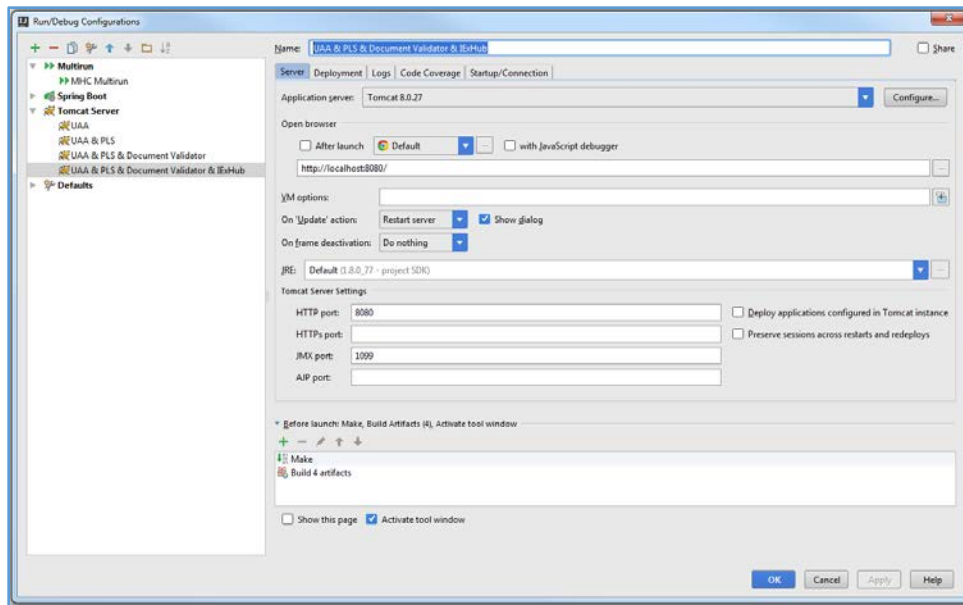 Run/Debug Configurations
Name: UAA & PLS & Document Validator & IExHub Share
Multirun
MHC Multirun
Spring Boot
Tomcat Server
UAA
UAA & PLS
UAA & PLS & Document Validator
UAA & PLS & Document Validator & IExHub
Defaults
Server Deployment Logs Code Coverage Startup/Connection
Application server: Tomcat 8.0.27 Configure...
Open browser
After launch Default ... with JavaScript debugger
http://localhost:8080/ ...
VM options:
On 'Update' action: Restart server Show dialog
On frame deactivation: Do nothing
JRE: Default (1.8.0_77 - project SDK) ...
Tomcat Server Settings
HTTP port: 8080 Deploy applications configured in Tomcat instance
HTTPs port: Preserve sessions across restarts and redeploys
JMX port: 1099
AJP port:
Before launch: Make, Build Artifacts (4), Activate tool window
Make
Build 4 artifacts
Show this page Activate tool window
OK Cancel Apply Help